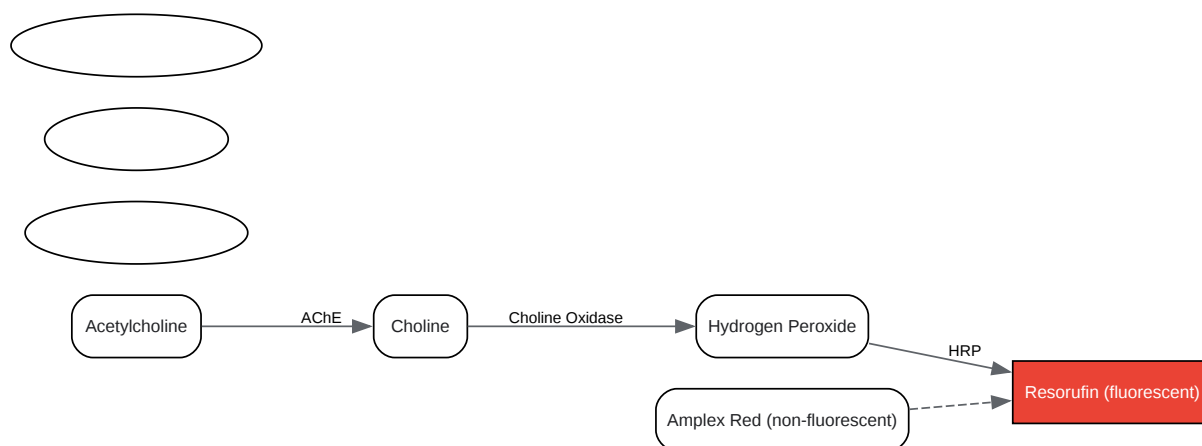 Acetylcholine
AChE
Choline
Choline Oxidase
Hydrogen Peroxide
HRP
Resorufin (fluorescent)
Amplex Red (non-fluorescent)